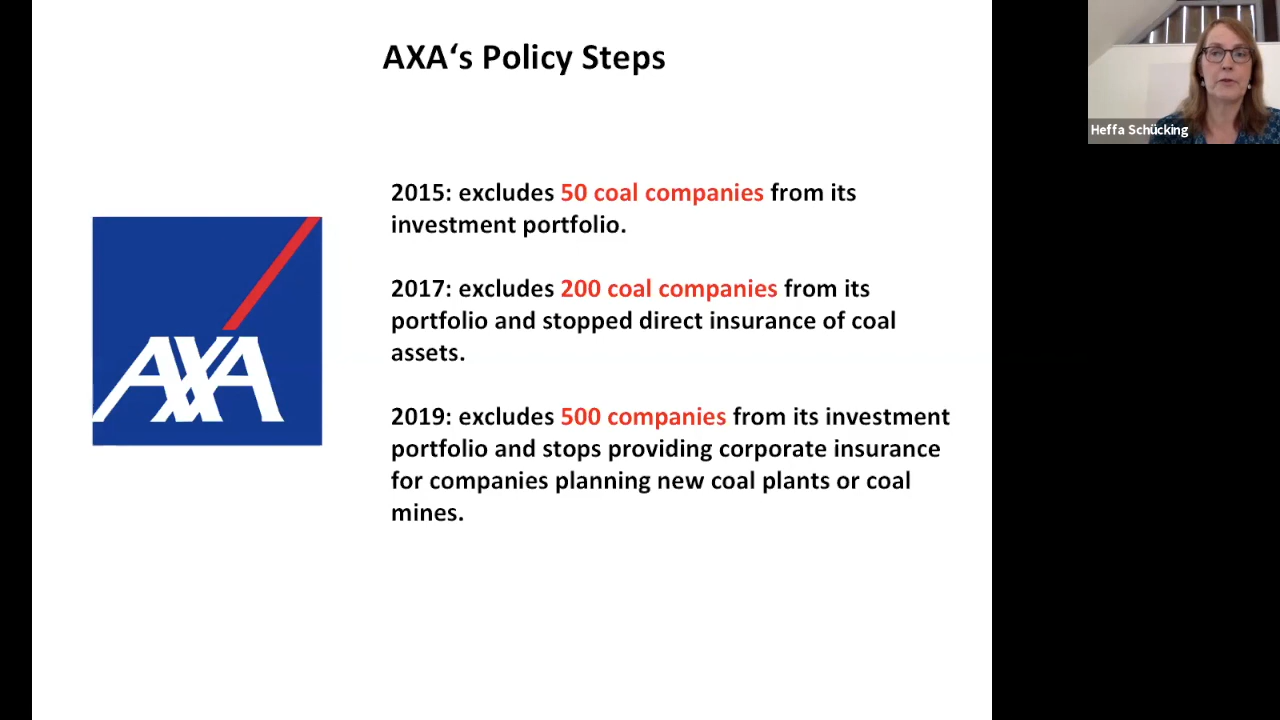 AXA‘s Policy Steps
Heffa Schücking
2015: excludes 50 coal companies from its
investment portfolio.
2017: excludes 200 coal companies from its
portfolio and stopped direct insurance of coal
assets.
AXA
2019: excludes 500 companies from its investment
portfolio and stops providing corporate insurance
for companies planning new coal plants or coal
mines.